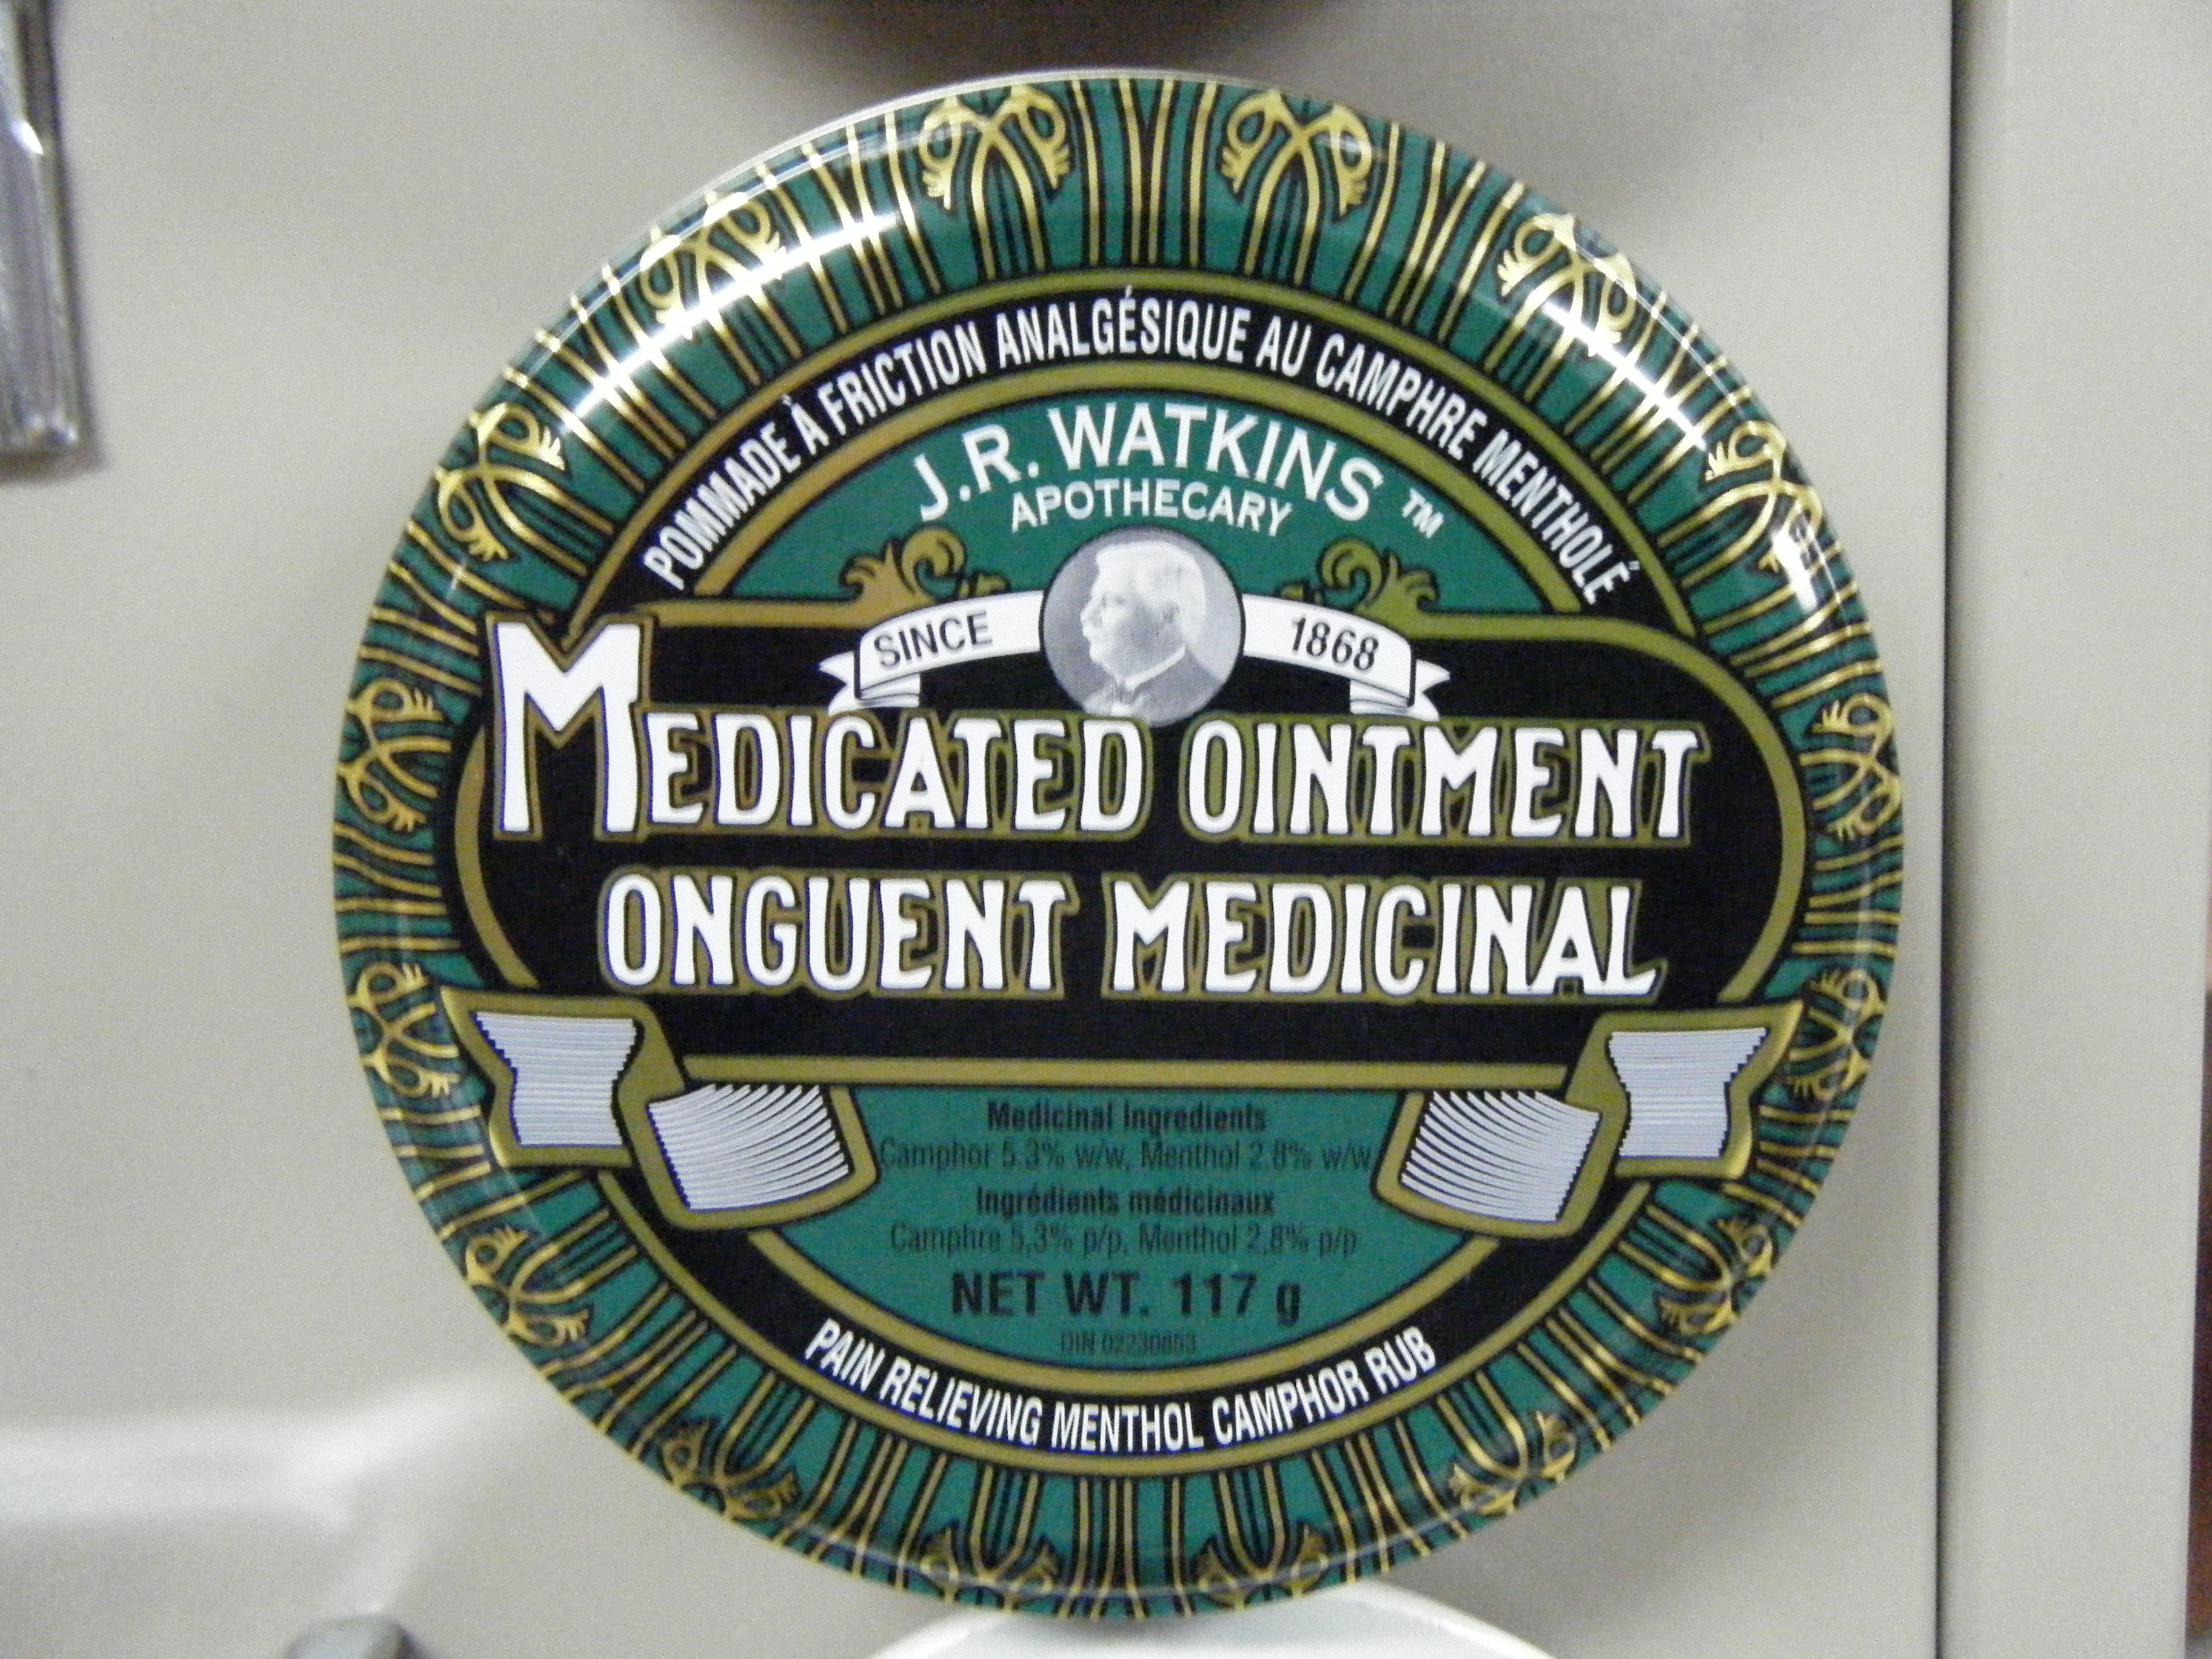 POMMADE À FRICTION ANALGÉSIQUE AU CAMPHRE MENTHOLÉ
J.R. WATKINS ™
APOTHECARY
SINCE 1868
MEDICATED OINTMENT
ONGUENT MEDICINAL
Medicinal Ingredients
Camphor 5.3% w/w, Menthol 2.8% w/w
Ingrédients médicinaux
Camphre 5,3% p/p, Menthol 2,8% p/p
NET WT. 117 g
DIN 02230853
PAIN RELIEVING MENTHOL CAMPHOR RUB